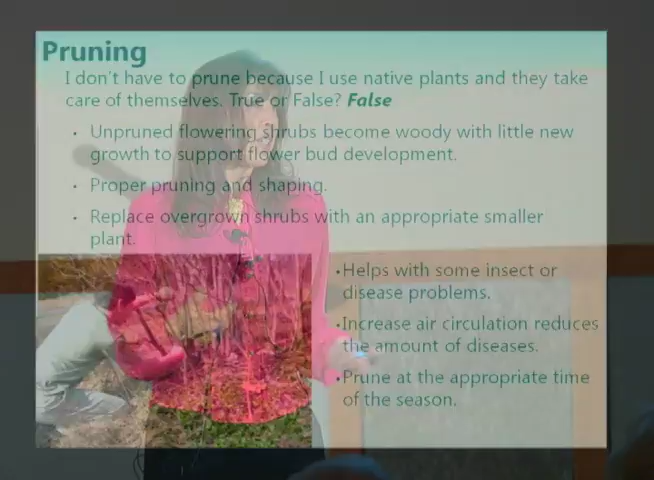 Pruning
I don't have to prune because I use native plants and they take
care of themselves. True or False? False
• Unpruned flowering shrubs become woody with little new
growth to support flower bud development.
• Proper pruning and shaping.
• Replace overgrown shrubs with an appropriate smaller
plant.
•Helps with some insect or
disease problems.
•Increase air circulation reduces
the amount of diseases.
•Prune at the appropriate time
of the season.